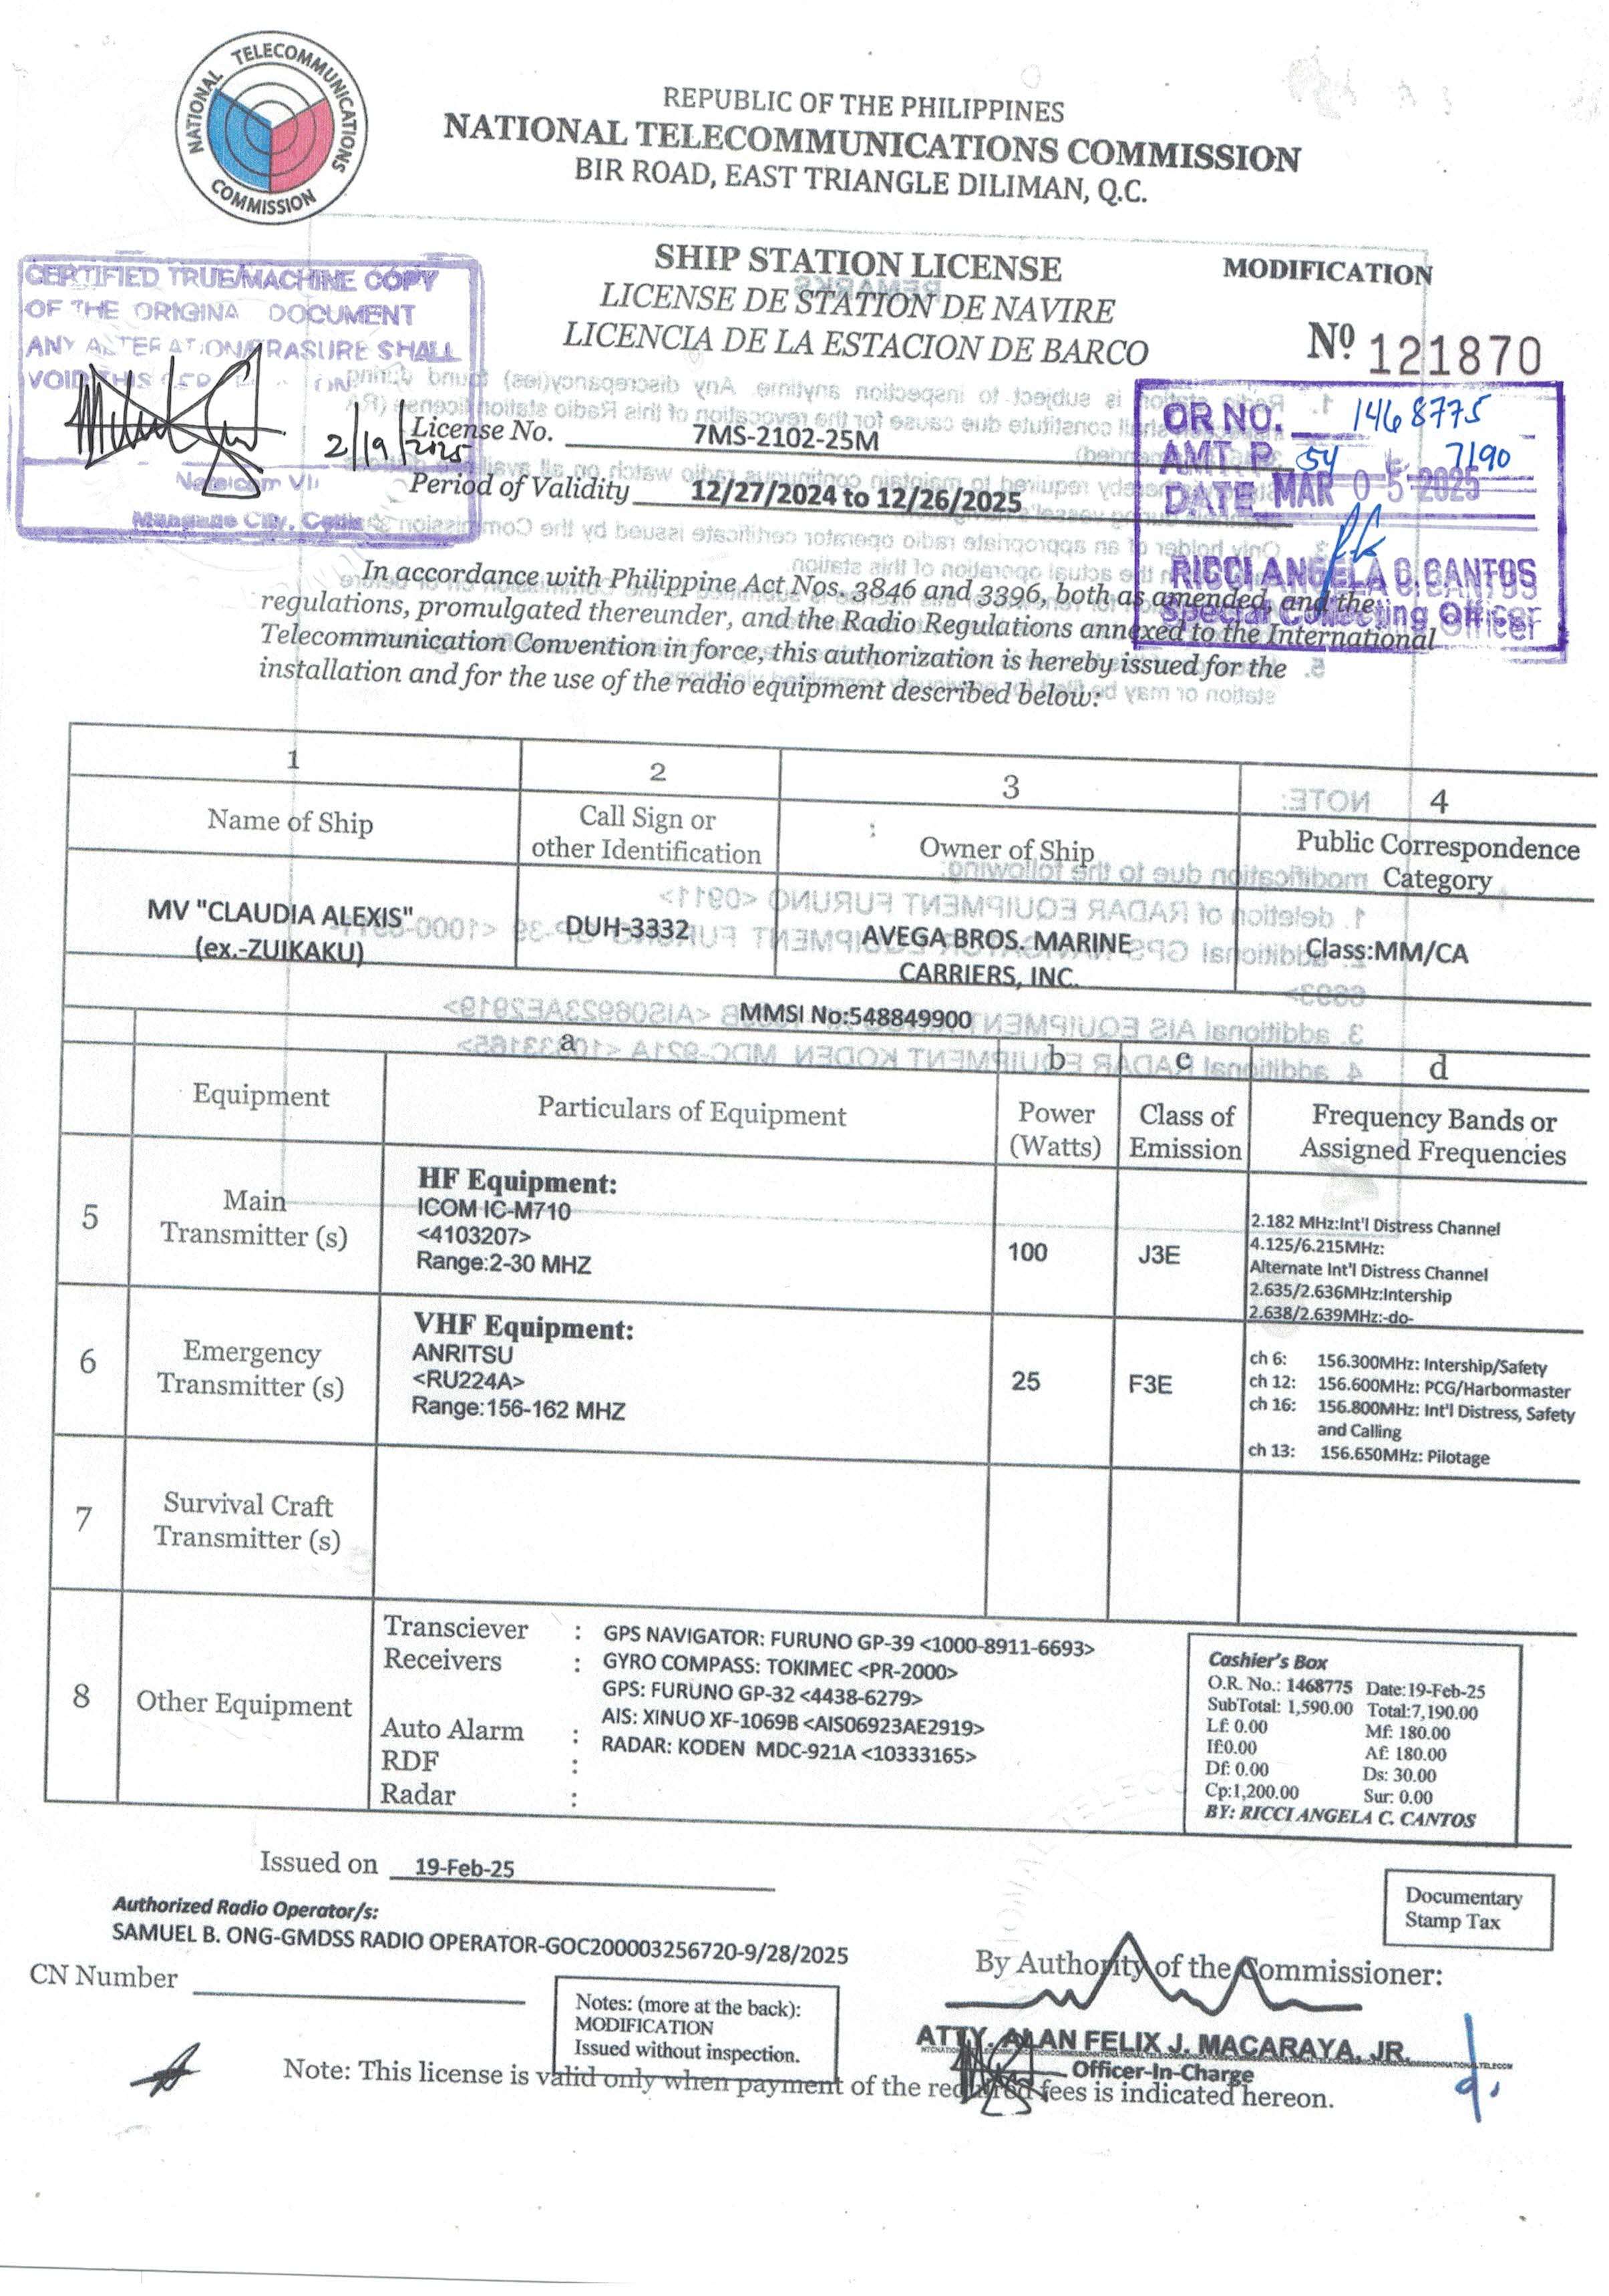 NATIONAL TELECOMMUNICATIONS COMMISSION
REPUBLIC OF THE PHILIPPINES
NATIONAL TELECOMMUNICATIONS COMMISSION
BIR ROAD, EAST TRIANGLE DILIMAN, Q.C.
SHIP STATION LICENSE
LICENSE DE STATION DE NAVIRE
LICENCIA DE LA ESTACION DE BARCO
MODIFICATION
Nº 121870
CERTIFIED TRUE/MACHINE COPY
OF THE ORIGINA DOCUMENT
ANY ERASURE SHALL
VOID THIS
2/19/2025
Mangane City, Cebu
License No. 7MS-2102-25M
Period of Validity 12/27/2024 to 12/26/2025
OR NO. 1468775
AMT P 7190
DATE MAR 05 2025
RICCI ANGELA C. CANTOS
Special Collecting Officer
In accordance with Philippine Act Nos. 3846 and 3396, both as amended, and the
regulations, promulgated thereunder, and the Radio Regulations annexed to the International
Telecommunication Convention in force, this authorization is hereby issued for the
installation and for the use of the radio equipment described below:
1 2 3 4
Name of Ship
Call Sign or
other Identification
Owner of Ship
Public Correspondence
Category
MV "CLAUDIA ALEXIS"
(ex.-ZUIKAKU)
DUH-3332
AVEGA BROS. MARINE
CARRIERS, INC.
Class:MM/CA
MMSI No:548849900
a b c d
Equipment
Particulars of Equipment
Power
(Watts)
Class of
Emission
Frequency Bands or
Assigned Frequencies
5
Main
Transmitter (s)
HF Equipment:
ICOM IC-M710
<4103207>
Range:2-30 MHZ
100
J3E
2.182 MHz:Int'l Distress Channel
4.125/6.215MHz:
Alternate Int'l Distress Channel
2.635/2.636MHz:Intership
2.638/2.639MHz:-do-
6
Emergency
Transmitter (s)
VHF Equipment:
ANRITSU
<RU224A>
Range:156-162 MHZ
25
F3E
ch 6: 156.300MHz: Intership/Safety
ch 12: 156.600MHz: PCG/Harbormaster
ch 16: 156.800MHz: Int'l Distress, Safety
and Calling
ch 13: 156.650MHz: Pilotage
7
Survival Craft
Transmitter (s)
8
Other Equipment
Transciever : GPS NAVIGATOR: FURUNO GP-39 <1000-8911-6693>
Receivers : GYRO COMPASS: TOKIMEC <PR-2000>
GPS: FURUNO GP-32 <4438-6279>
Auto Alarm : AIS: XINUO XF-1069B <AIS06923AE2919>
RDF : RADAR: KODEN MDC-921A <10333165>
Radar :
Cashier's Box
O.R. No.: 1468775 Date:19-Feb-25
SubTotal: 1,590.00 Total:7,190.00
Lf: 0.00 Mf: 180.00
If:0.00 Af: 180.00
Df: 0.00 Ds: 30.00
Cp:1,200.00 Sur: 0.00
BY: RICCI ANGELA C. CANTOS
Issued on 19-Feb-25
Documentary
Stamp Tax
Authorized Radio Operator/s:
SAMUEL B. ONG-GMDSS RADIO OPERATOR-GOC200003256720-9/28/2025
CN Number
Notes: (more at the back):
MODIFICATION
Issued without inspection.
By Authority of the Commissioner:
ATTY. ALAN FELIX J. MACARAYA, JR.
Officer-In-Charge
Note: This license is valid only when payment of the required fees is indicated hereon.